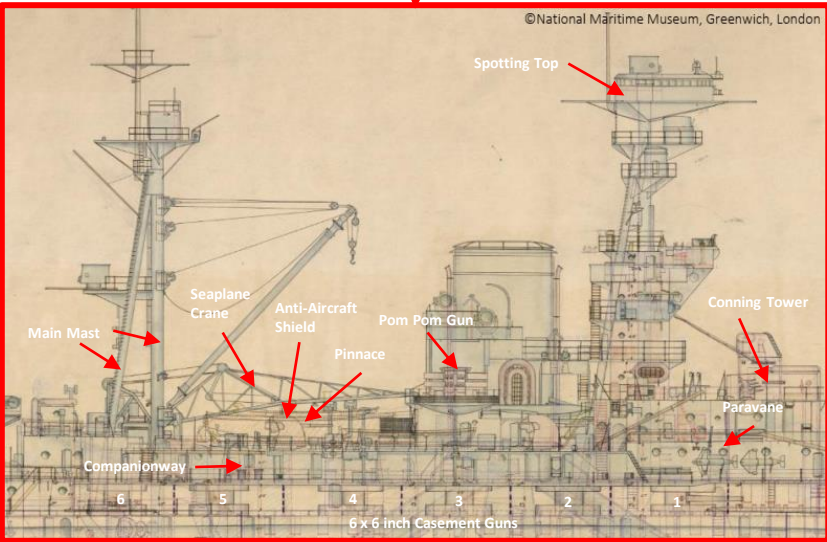 ©National Maritime Museum, Greenwich, London
Spotting Top
Seaplane
Crane
Anti-Aircraft
Shield
Pom Pom Gun
Conning Tower
Main Mast
Pinnace
Paravane
Companionway
6 5 4 3 2 1
6 x 6 inch Casement Guns